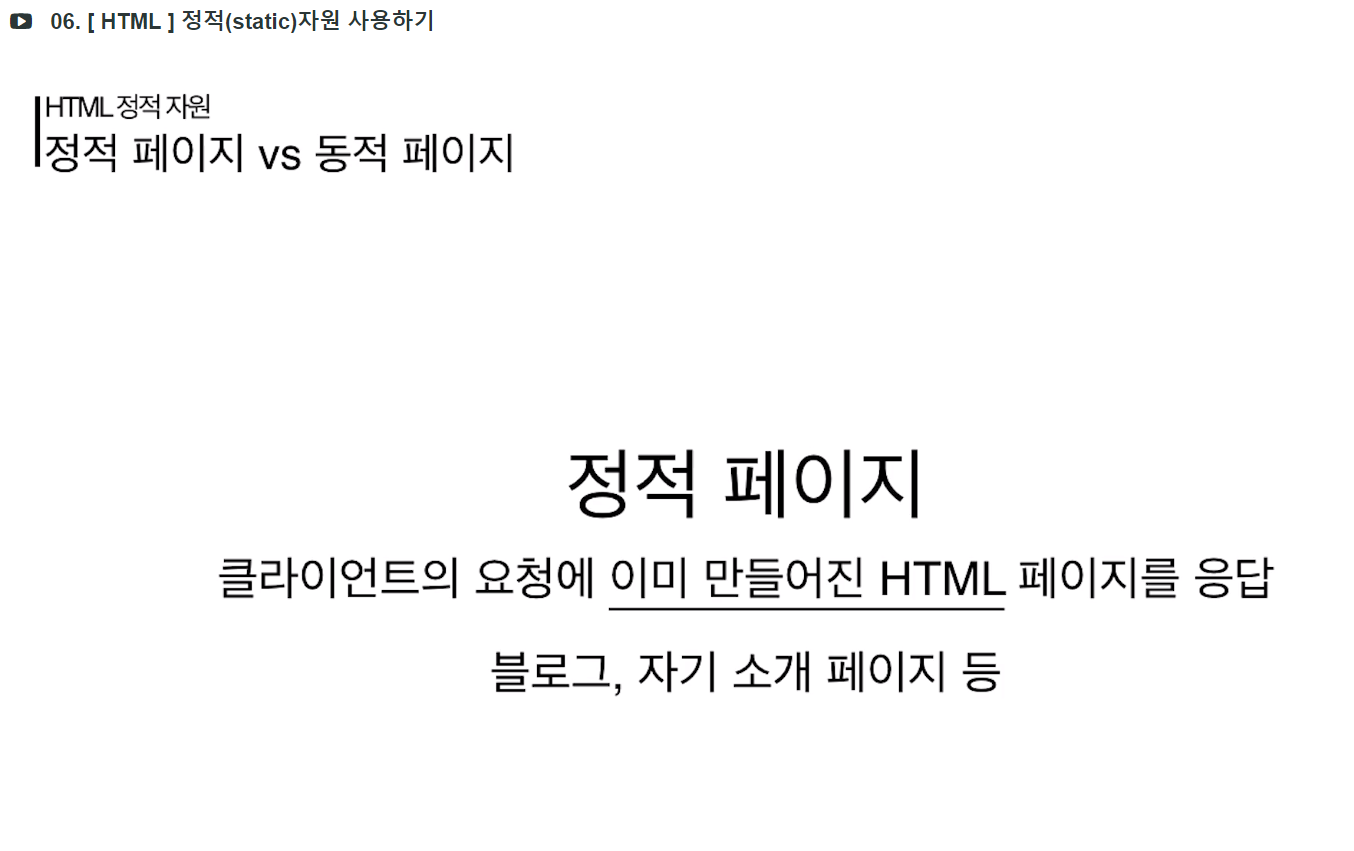 06. [ HTML ] 정적(static)자원 사용하기
HTML 정적 자원
정적 페이지 vs 동적 페이지
정적 페이지
클라이언트의 요청에 이미 만들어진 HTML 페이지를 응답
블로그, 자기 소개 페이지 등